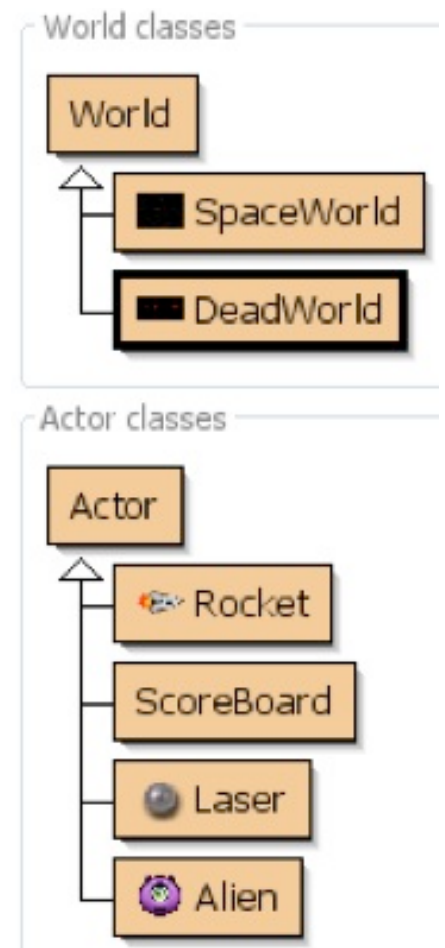 World classes
World
SpaceWorld
DeadWorld
Actor classes
Actor
Rocket
ScoreBoard
Laser
Alien